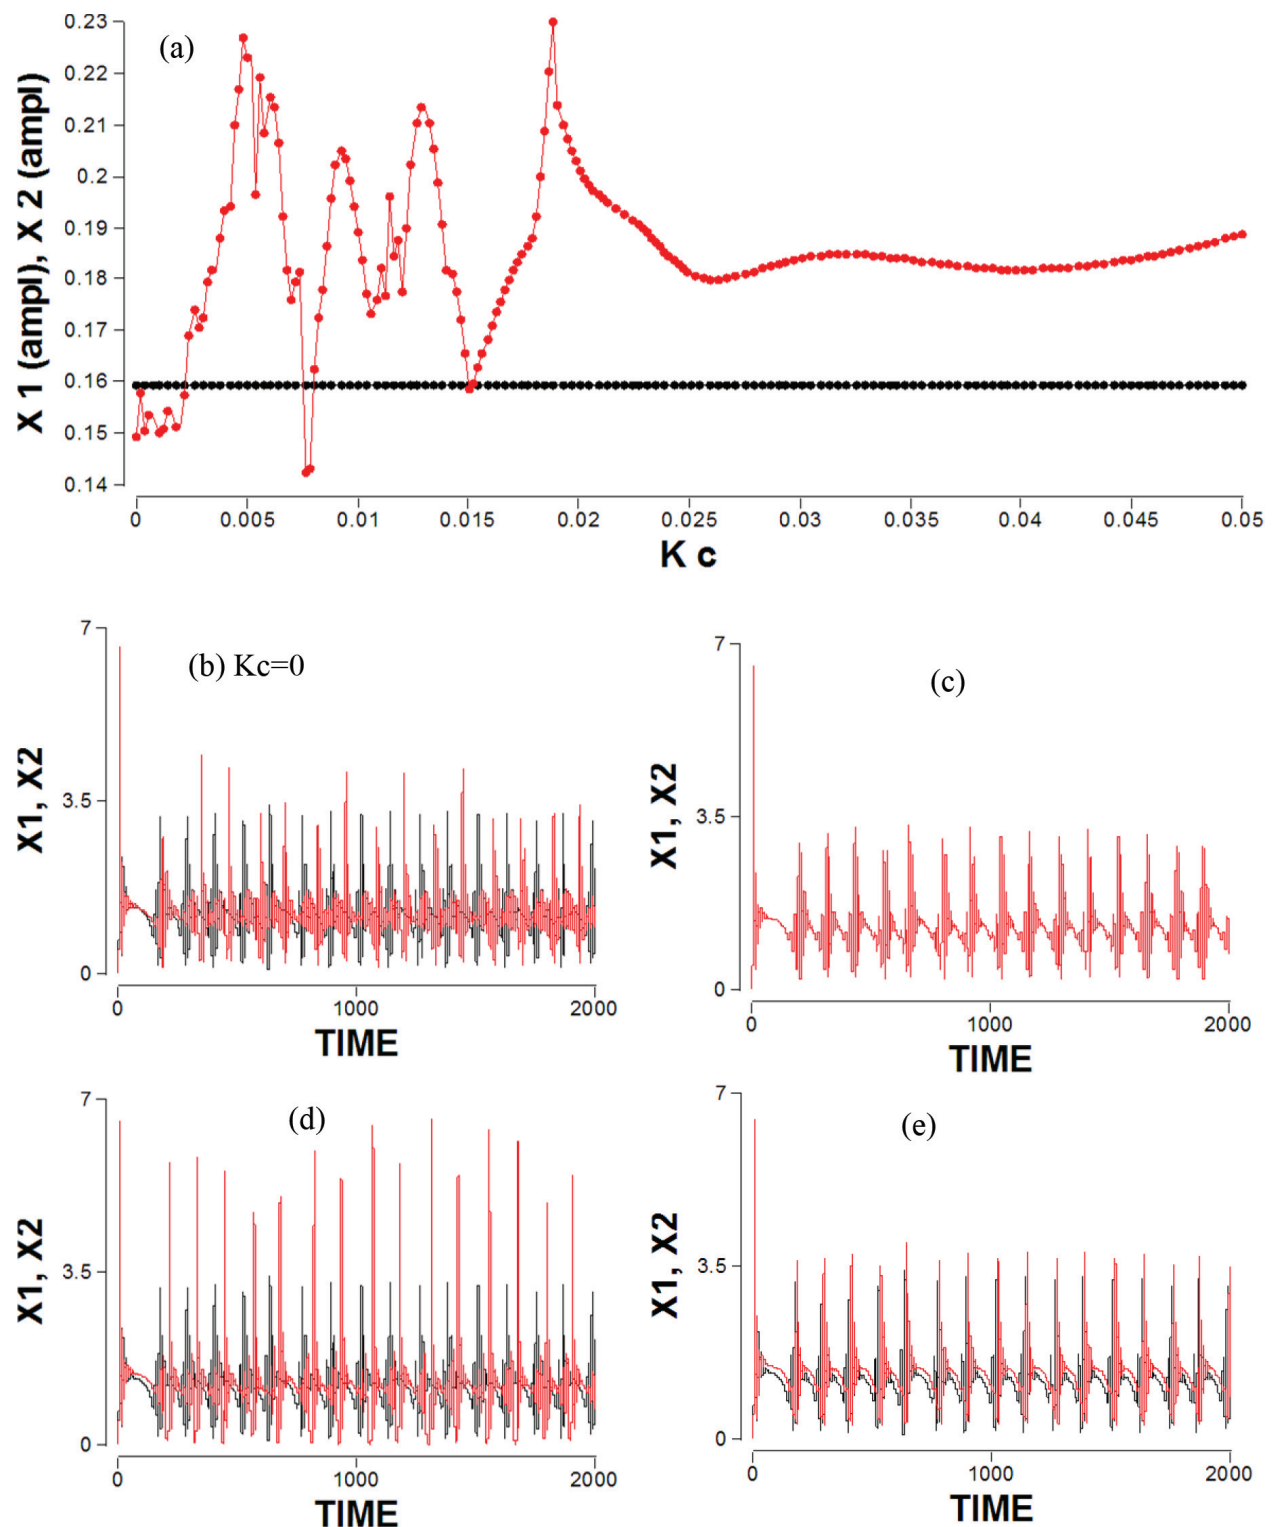 (a)
X 1 (ampl), X 2 (ampl)
0.23
0.22
0.21
0.2
0.19
0.18
0.17
0.16
0.15
0.14
0 0.005 0.01 0.015 0.02 0.025 0.03 0.035 0.04 0.045 0.05
K c
(b) Kc=0
X1, X2
7
3.5
0
0 1000 2000
TIME
(c)
X1, X2
7
3.5
0
0 1000 2000
TIME
(d)
X1, X2
7
3.5
0
0 1000 2000
TIME
(e)
X1, X2
7
3.5
0
0 1000 2000
TIME